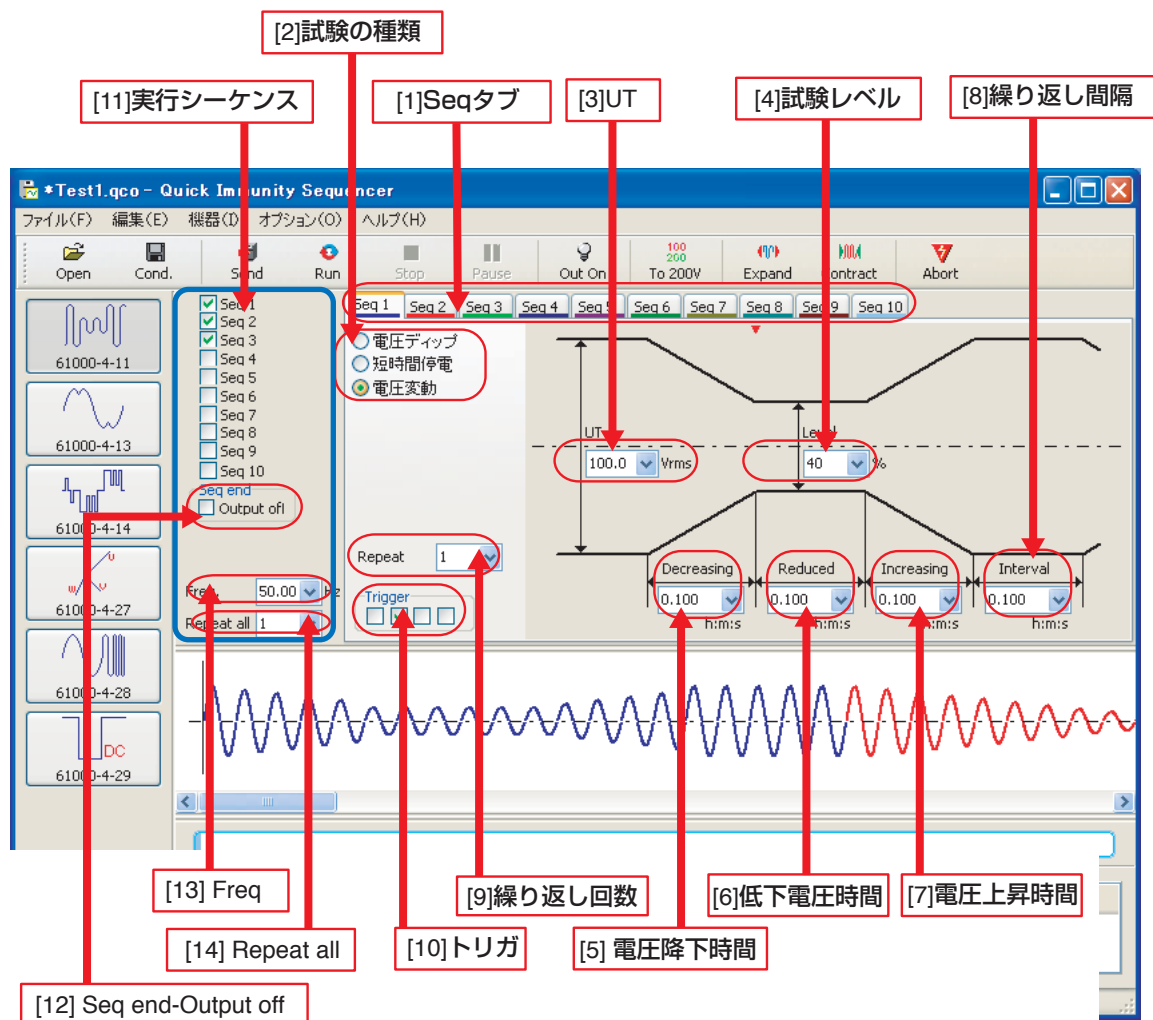 [2]試験の種類
[11]実行シーケンス
[1]Seqタブ
[3]UT
[4]試験レベル
[8]繰り返し間隔
*Test1.qco - Quick Immunity Sequencer
ファイル(F) 編集(E) 機器(I) オプション(O) ヘルプ(H)
Open Cond. Send Run Stop Pause Out On To 200V Expand Contract Abort
100
200
61000-4-11
61000-4-13
61000-4-14
61000-4-27
61000-4-28
DC
61000-4-29
Seq 1
Seq 2
Seq 3
Seq 4
Seq 5
Seq 6
Seq 7
Seq 8
Seq 9
Seq 10
Seq end
Output off
Freq. 50.00 Hz
Repeat all 1
Seq 1 Seq 2 Seq 3 Seq 4 Seq 5 Seq 6 Seq 7 Seq 8 Seq 9 Seq 10
電圧ディップ
短時間停電
電圧変動
Repeat 1
Trigger
UT
100.0 Vrms
Level
40 %
Decreasing Reduced Increasing Interval
0.100 0.100 0.100 0.100
h:m:s h:m:s h:m:s h:m:s
[13] Freq
[9]繰り返し回数
[6]低下電圧時間
[7]電圧上昇時間
[14] Repeat all
[10]トリガ
[5] 電圧降下時間
[12] Seq end-Output off